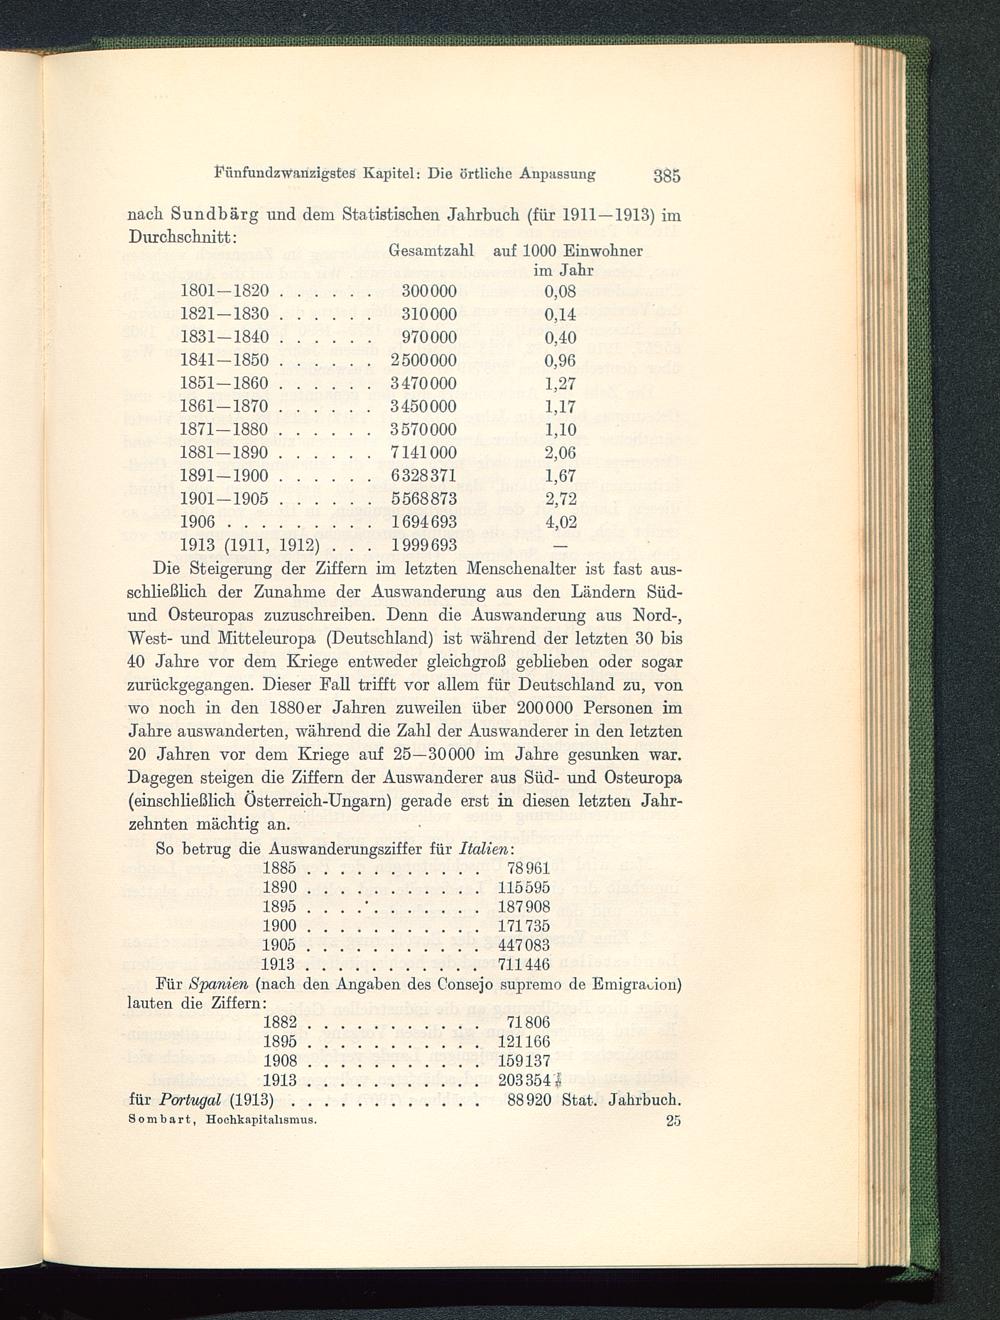 Fünfundzwanzigstes Kapitel: Die örtliche Anpassung 385
nach Sundbärg und dem Statistischen Jahrbuch (für 1911—1913) im
Durchschnitt:
Gesamtzahl auf 1000 Einwohner
im Jahr
1801—1820 . . . . . . 300000 0,08
1821—1830 . . . . . . 310000 0,14
1831—1840 . . . . . . 970000 0,40
1841—1850 . . . . . . 2500000 0,96
1851—1860 . . . . . . 3470000 1,27
1861—1870 . . . . . . 3450000 1,17
1871—1880 . . . . . . 3570000 1,10
1881—1890 . . . . . . 7141000 2,06
1891—1900 . . . . . . 6328371 1,67
1901—1905 . . . . . . 5568873 2,72
1906 . . . . . . . . . 1694693 4,02
1913 (1911, 1912) . . . 1999693 —
Die Steigerung der Ziffern im letzten Menschenalter ist fast aus-
schließlich der Zunahme der Auswanderung aus den Ländern Süd-
und Osteuropas zuzuschreiben. Denn die Auswanderung aus Nord-,
West- und Mitteleuropa (Deutschland) ist während der letzten 30 bis
40 Jahre vor dem Kriege entweder gleichgroß geblieben oder sogar
zurückgegangen. Dieser Fall trifft vor allem für Deutschland zu, von
wo noch in den 1880er Jahren zuweilen über 200000 Personen im
Jahre auswanderten, während die Zahl der Auswanderer in den letzten
20 Jahren vor dem Kriege auf 25—30000 im Jahre gesunken war.
Dagegen steigen die Ziffern der Auswanderer aus Süd- und Osteuropa
(einschließlich Österreich-Ungarn) gerade erst in diesen letzten Jahr-
zehnten mächtig an.
So betrug die Auswanderungsziffer für Italien:
1885 . . . . . . . . . . . 78961
1890 . . . . . . . . . . . 115595
1895 . . . . . . . . . . . 187908
1900 . . . . . . . . . . . 171735
1905 . . . . . . . . . . . 447083
1913 . . . . . . . . . . . 711446
Für Spanien (nach den Angaben des Consejo supremo de Emigracion)
lauten die Ziffern:
1882 . . . . . . . . . . . 71806
1895 . . . . . . . . . . . 121166
1908 . . . . . . . . . . . 159137
1913 . . . . . . . . . . . 203354
für Portugal (1913) . . . . . . . . . . . . 88920 Stat. Jahrbuch.
Sombart, Hochkapitalismus. 25